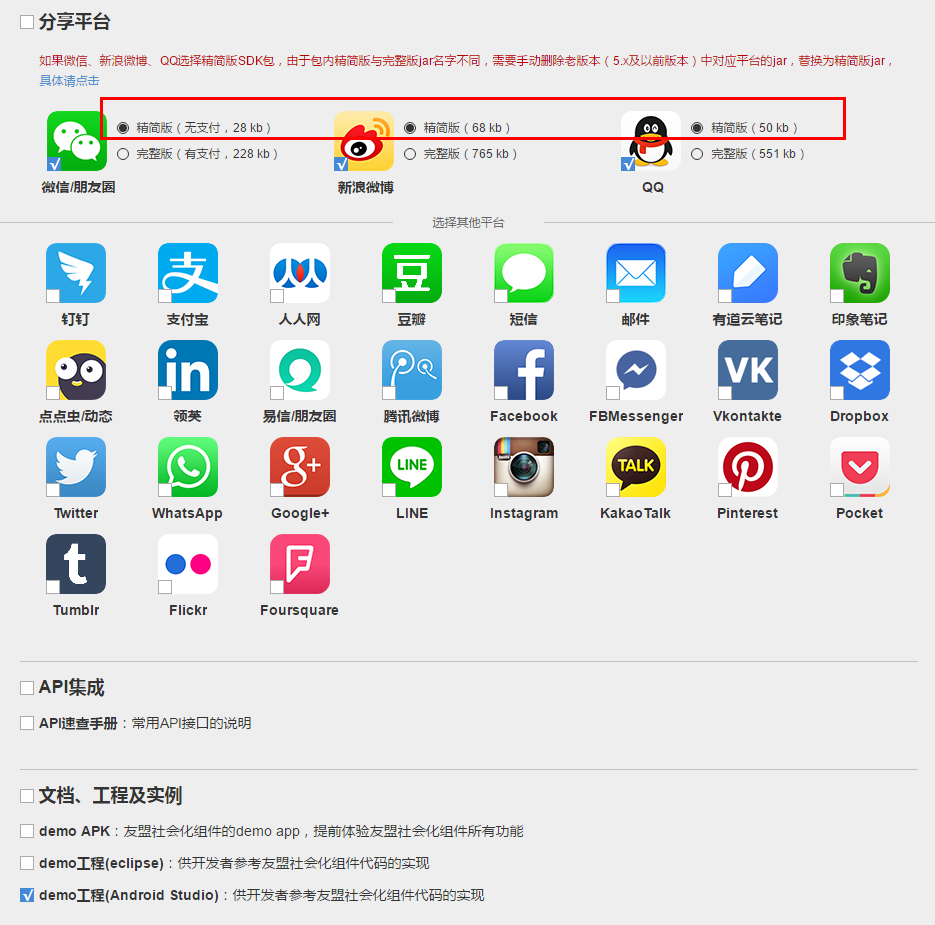 分享平台
如果微信、新浪微博、QQ选择精简版SDK包，由于包内精简版与完整版jar名字不同，需要手动删除老版本（5.x及以前版本）中对应平台的jar，替换为精简版jar，
具体请点击
精简版（无支付，28 kb ） 精简版（68 kb ） 精简版（50 kb ）
完整版（有支付，228 kb ） 完整版（765 kb ） 完整版（551 kb ）
微信/朋友圈 新浪微博 QQ
选择其他平台
支 豆
钉钉 支付宝 人人网 豆瓣 短信 邮件 有道云笔记 印象笔记
in f VK
点点虫/动态 领英 易信/朋友圈 腾讯微博 Facebook FBMessenger Vkontakte Dropbox
g+ LINE TALK
Twitter WhatsApp Google+ LINE Instagram KakaoTalk Pinterest Pocket
t
Tumblr Flickr Foursquare
API集成
API速查手册：常用API接口的说明
文档、工程及实例
demo APK：友盟社会化组件的demo app，提前体验友盟社会化组件所有功能
demo工程(eclipse)：供开发者参考友盟社会化组件代码的实现
demo工程(Android Studio)：供开发者参考友盟社会化组件代码的实现